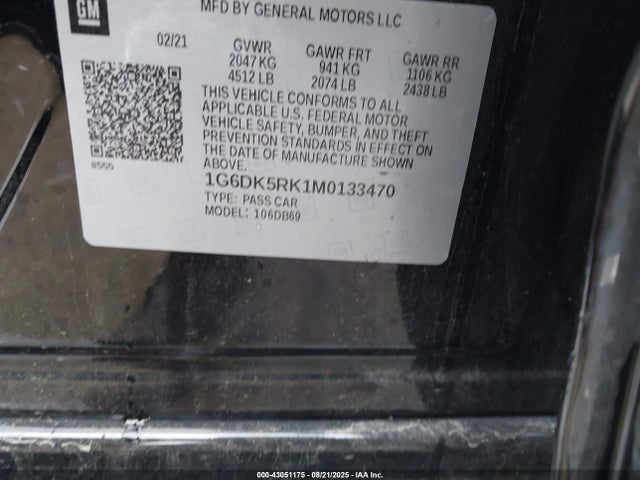 GM
MFD BY GENERAL MOTORS LLC
02/21
GVWR
2047 KG
4512 LB
GAWR FRT
941 KG
2074 LB
GAWR RR
1106 KG
2438 LB
THIS VEHICLE CONFORMS TO ALL
APPLICABLE U.S. FEDERAL MOTOR
VEHICLE SAFETY, BUMPER, AND THEFT
PREVENTION STANDARDS IN EFFECT ON
THE DATE OF MANUFACTURE SHOWN
ABOVE.
8555
1G6DK5RK1M0133470
TYPE: PASS CAR
MODEL: 106DB69
000-43051175 - 08/21/2025 - IAA Inc.